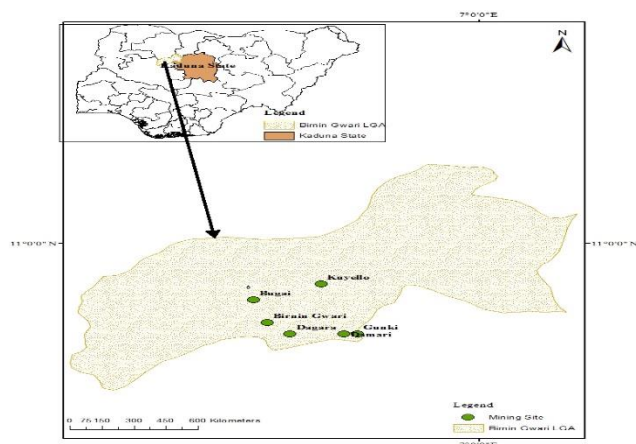 7°0'0"E
N
Kaduna State
Legend
Birnin Gwari LGA
Kaduna State
11°0'0"N
11°0'0"N
Kuyello
Bugai
Birnin Gwari
Dagara
Gunki
Damari
Legend
Mining Site
Birnin Gwari LGA
0 75 150 300 450 600 Kilometers